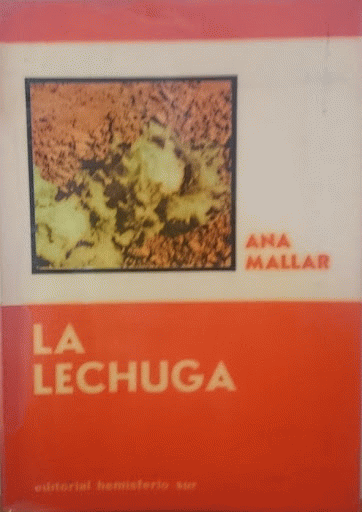 ANA
MALLAR
LA
LECHUGA
editorial hemisferio sur